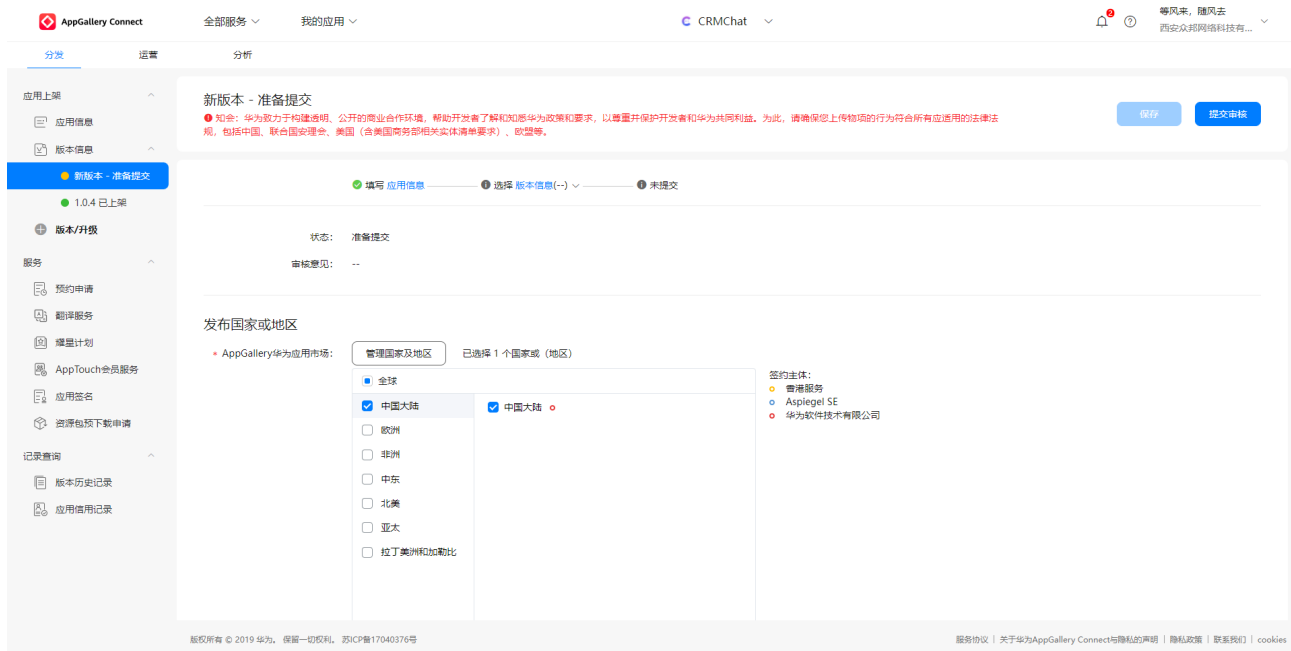 AppGallery Connect
全部服务
我的应用
CRMChat
2
等风来，随风去
西安众邦网络科技有...
分发
运营
分析
应用上架
应用信息
版本信息
新版本 - 准备提交
1.0.4 已上架
版本/升级
服务
预约申请
翻译服务
耀星计划
AppTouch会员服务
应用签名
资源包预下载申请
记录查询
版本历史记录
应用信用记录
新版本 - 准备提交
知会：华为致力于构建透明、公开的商业合作环境，帮助开发者了解和知悉华为政策和要求，以尊重并保护开发者和华为共同利益。为此，请确保您上传物项的行为符合所有应适用的法律法
规，包括中国、联合国安理会、美国（含美国商务部相关实体清单要求）、欧盟等。
保存
提交审核
填写 应用信息
选择 版本信息(--)
未提交
状态：
准备提交
审核意见：
--
发布国家或地区
* AppGallery华为应用市场：
管理国家及地区
已选择 1 个国家或（地区）
全球
中国大陆
欧洲
非洲
中东
北美
亚太
拉丁美洲和加勒比
中国大陆
签约主体：
香港服务
Aspiegel SE
华为软件技术有限公司
版权所有 © 2019 华为。 保留一切权利。 苏ICP备17040376号
服务协议 | 关于华为AppGallery Connect与隐私的声明 | 隐私政策 | 联系我们 | cookies